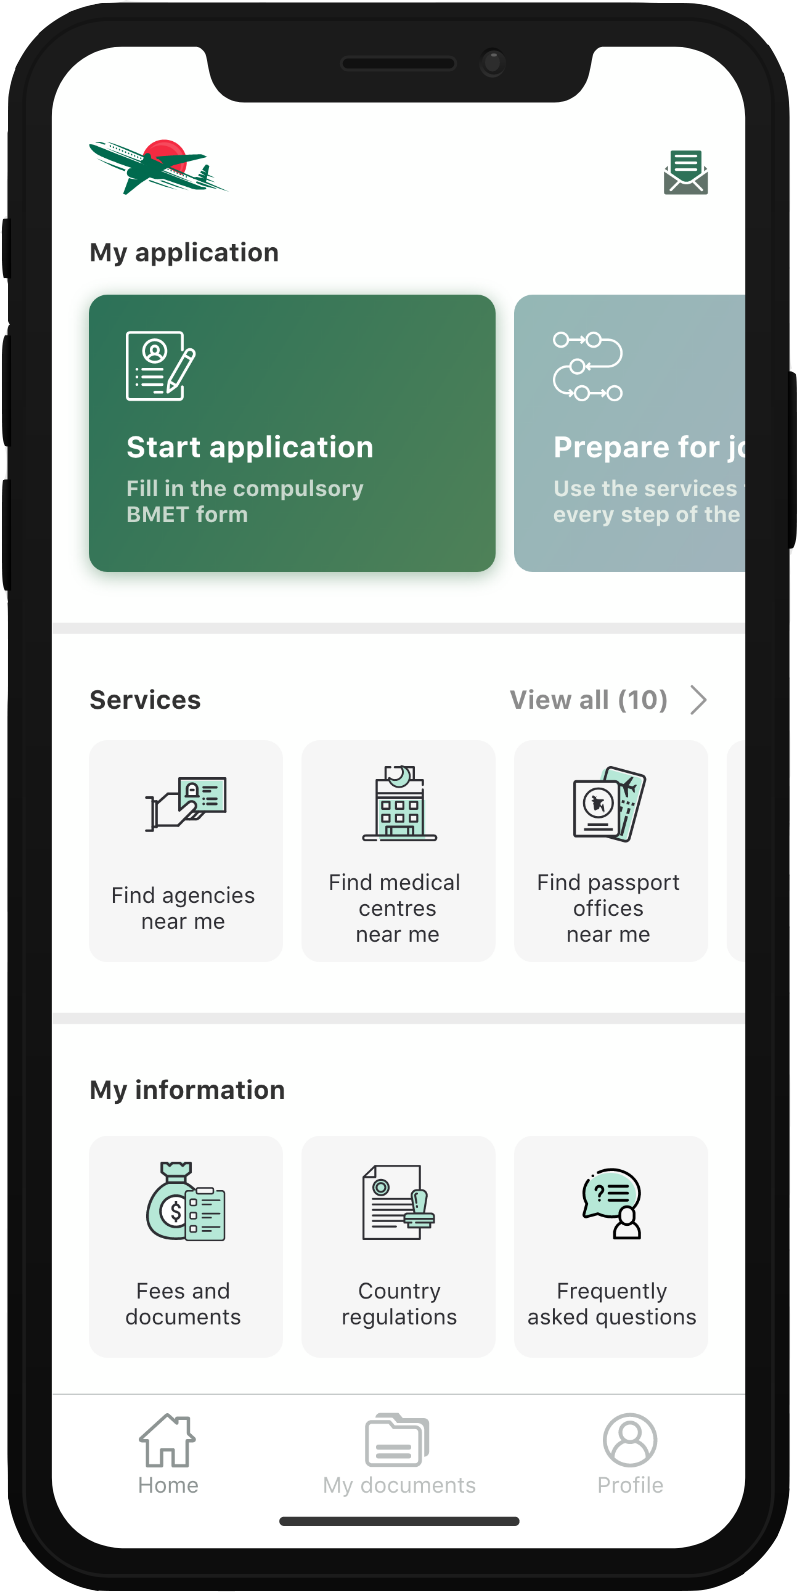 My application
Start application
Fill in the compulsory
BMET form
Prepare for jo
Use the services
every step of the
Services
View all (10)
Find agencies
near me
Find medical
centres
near me
Find passport
offices
near me
My information
Fees and
documents
Country
regulations
Frequently
asked questions
Home
My documents
Profile